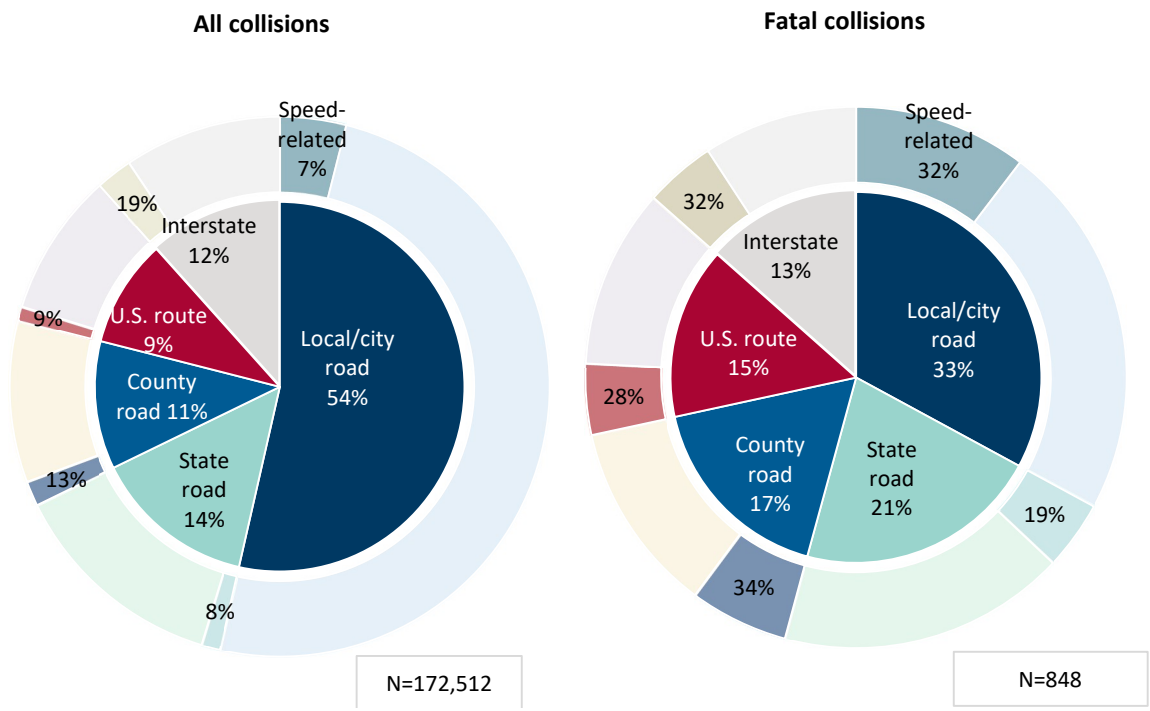 All collisions
Speed-
related
7%
19%
Interstate
12%
U.S. route
9%
9%
Local/city
road
54%
County
road 11%
State
road
14%
13%
8%
N=172,512
Fatal collisions
Speed-
related
32%
32%
Interstate
13%
Local/city
road
33%
U.S. route
15%
28%
County
road
17%
State
road
21%
19%
34%
N=848